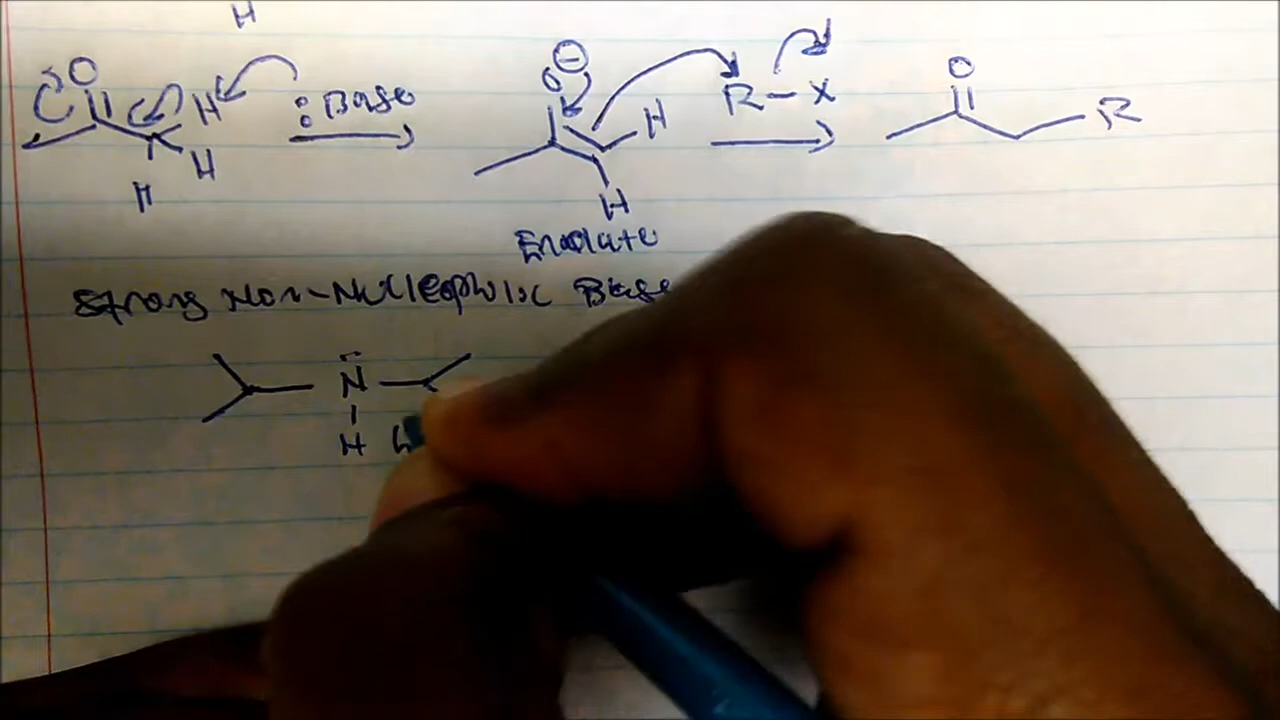 H
O H : Base O ⊖ H R - X O R
H H H
Enolate
Strong Non-Nucleophilic Base
N
H